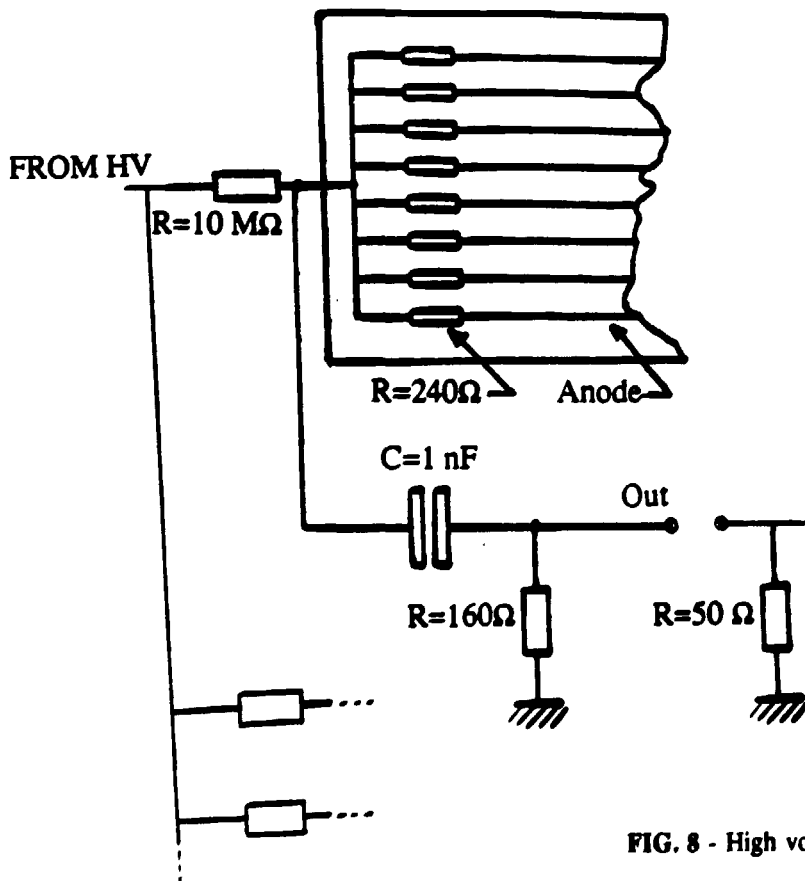 FROM HV
R=10 MΩ
R=240Ω
Anode
C=1 nF
Out
R=160Ω
R=50 Ω
FIG. 8 - High vo